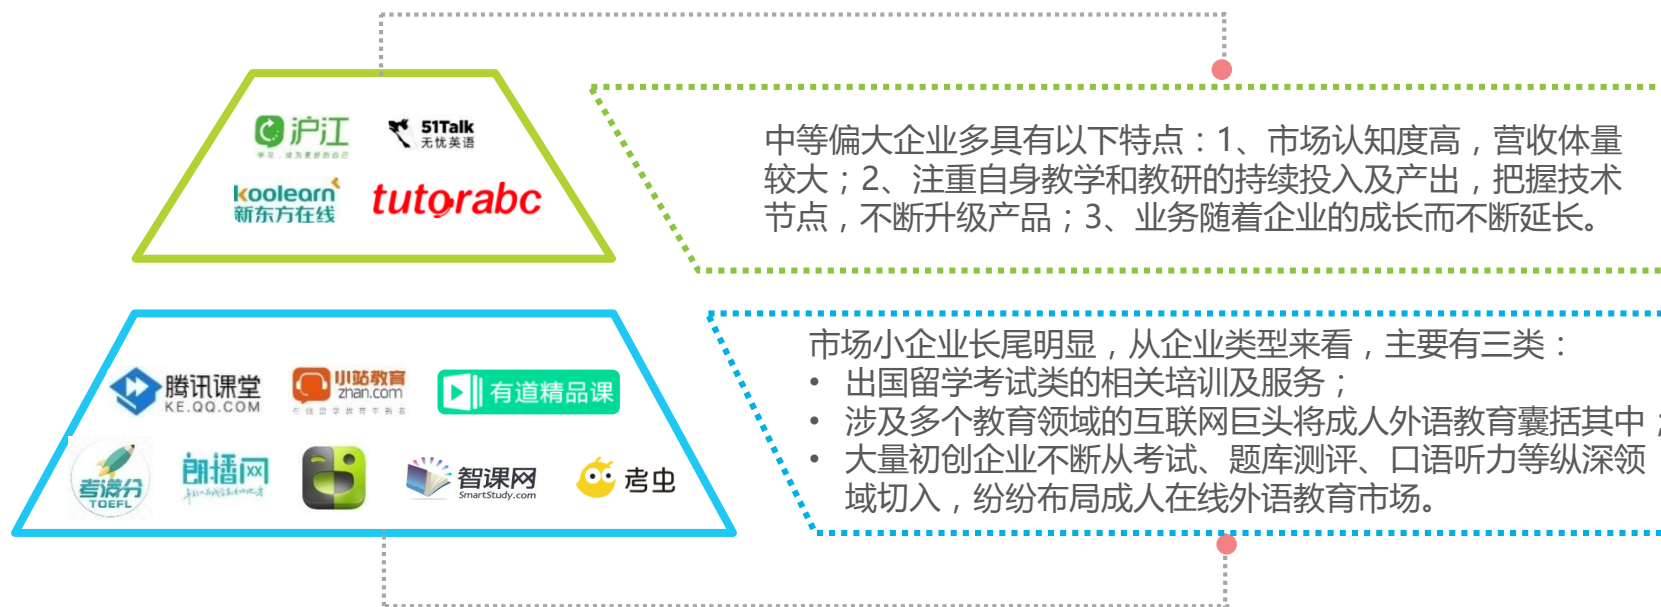 沪江
学习，成为更好的自己
51Talk
无忧英语
koolearn
新东方在线
tutorabc
中等偏大企业多具有以下特点：1、市场认知度高，营收体量
较大；2、注重自身教学和教研的持续投入及产出，把握技术
节点，不断升级产品；3、业务随着企业的成长而不断延长。
腾讯课堂
KE.QQ.COM
小站教育
zhan.com
有道精品课
考满分
TOEFL
朗播网
智课网
SmartStudy.com
考虫
市场小企业长尾明显，从企业类型来看，主要有三类：
• 出国留学考试类的相关培训及服务；
• 涉及多个教育领域的互联网巨头将成人外语教育囊括其中；
• 大量初创企业不断从考试、题库测评、口语听力等纵深领
域切入，纷纷布局成人在线外语教育市场。